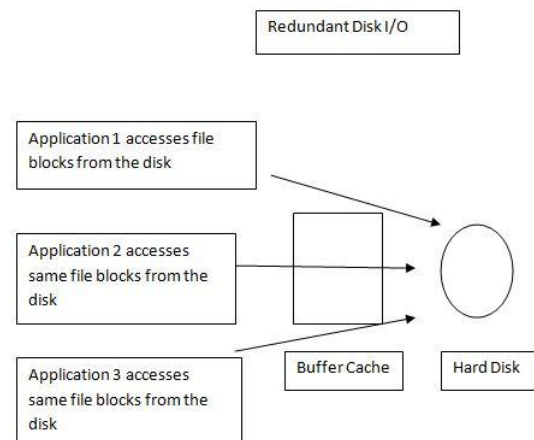 Redundant Disk I/O
Application 1 accesses file
blocks from the disk
Application 2 accesses
same file blocks from the
disk
Application 3 accesses
same file blocks from the
disk
Buffer Cache
Hard Disk